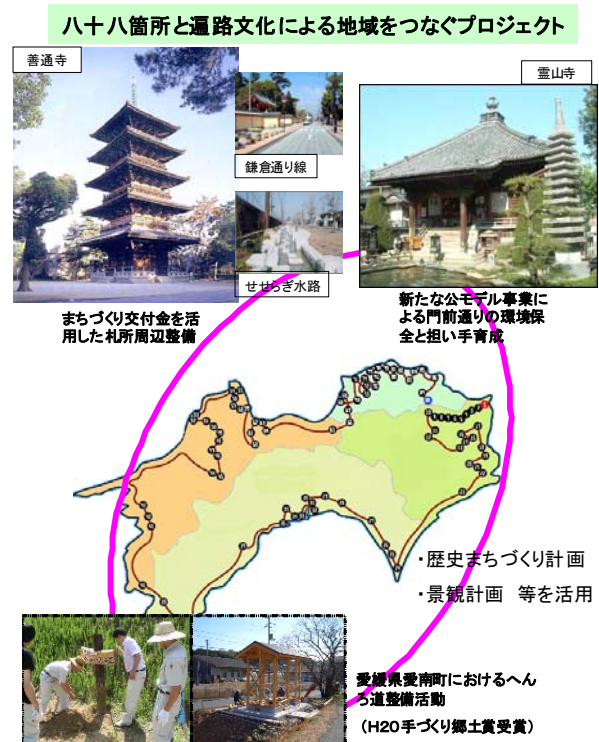 八十八箇所と遍路文化による地域をつなぐプロジェクト
善通寺
霊山寺
鎌倉通り線
せせらぎ水路
まちづくり交付金を活
用した札所周辺整備
新たな公モデル事業に
よる門前通りの環境保
全と担い手育成
・歴史まちづくり計画
・景観計画 等を活用
愛媛県愛南町におけるへん
ろ道整備活動
（H20手づくり郷土賞受賞）